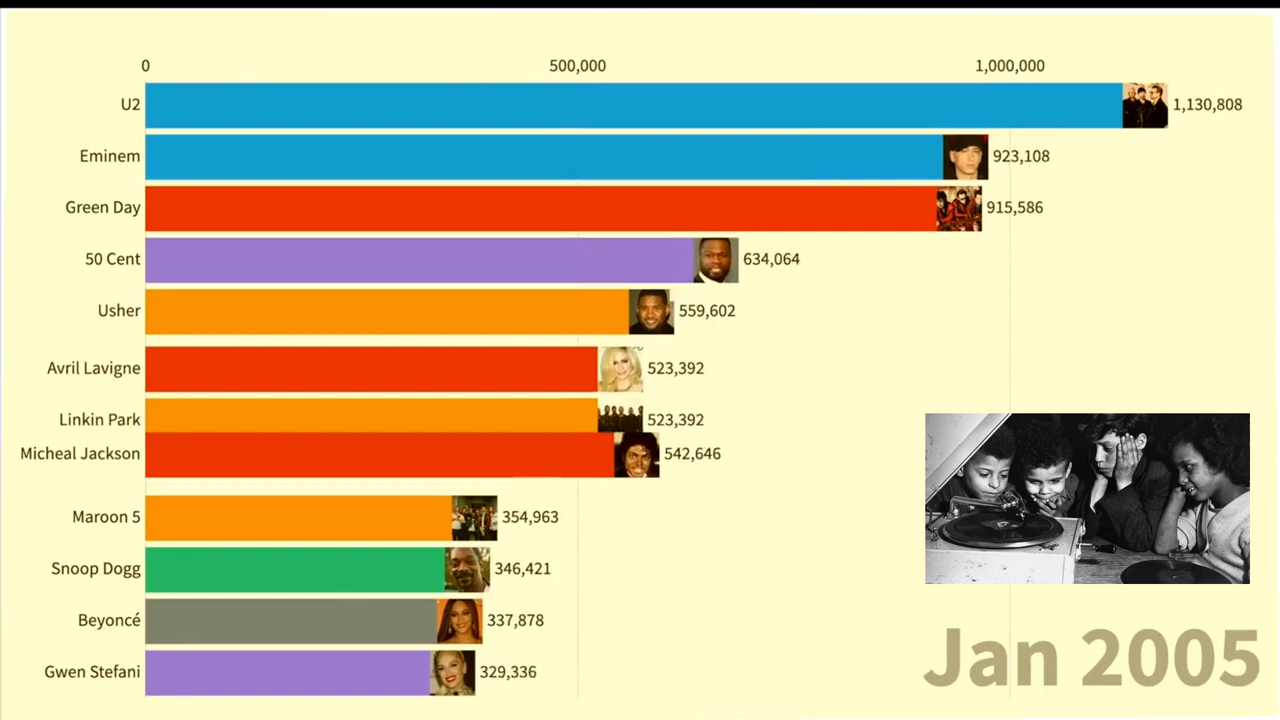 0 500,000 1,000,000
U2 1,130,808
Eminem 923,108
Green Day 915,586
50 Cent 634,064
Usher 559,602
Avril Lavigne 523,392
Linkin Park 523,392
Micheal Jackson 542,646
Maroon 5 354,963
Snoop Dogg 346,421
Beyoncé 337,878
Gwen Stefani 329,336
Jan 2005